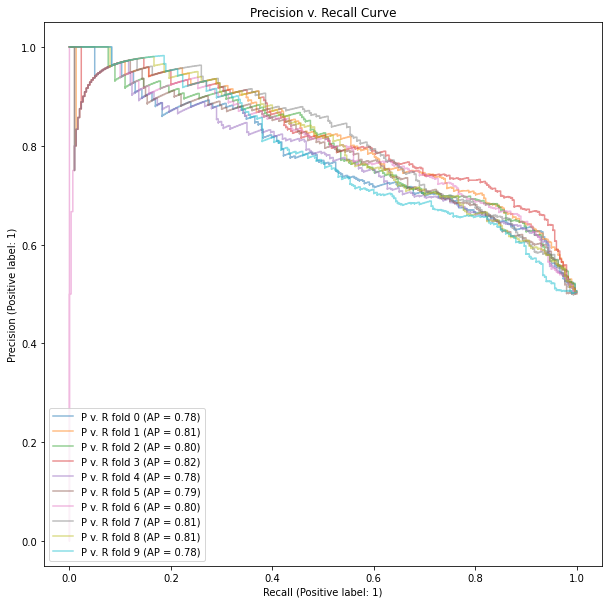 Precision v. Recall Curve
Precision (Positive label: 1)
1.0
0.8
0.6
0.4
0.2
0.0
P v. R fold 0 (AP = 0.78)
P v. R fold 1 (AP = 0.81)
P v. R fold 2 (AP = 0.80)
P v. R fold 3 (AP = 0.82)
P v. R fold 4 (AP = 0.78)
P v. R fold 5 (AP = 0.79)
P v. R fold 6 (AP = 0.80)
P v. R fold 7 (AP = 0.81)
P v. R fold 8 (AP = 0.81)
P v. R fold 9 (AP = 0.78)
0.0 0.2 0.4 0.6 0.8 1.0
Recall (Positive label: 1)